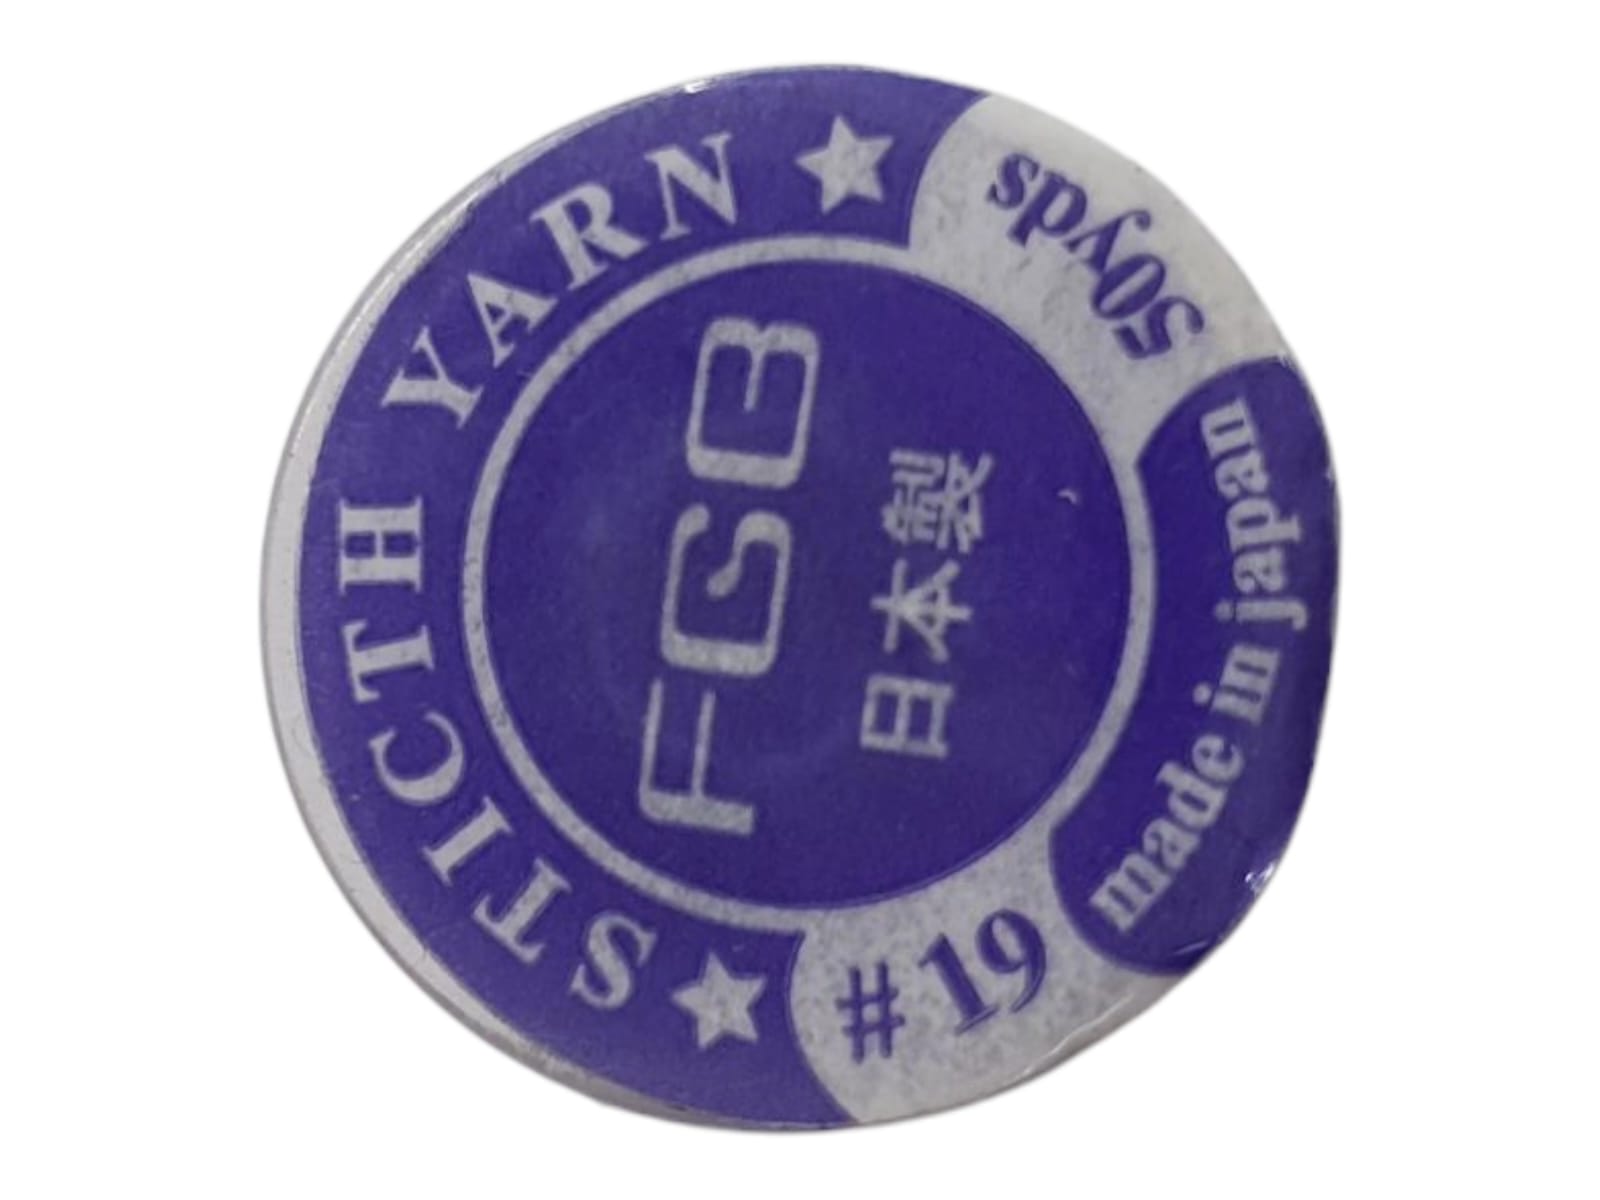 STICTH YARN
FGB
日本製
#19
made in japan
50yds